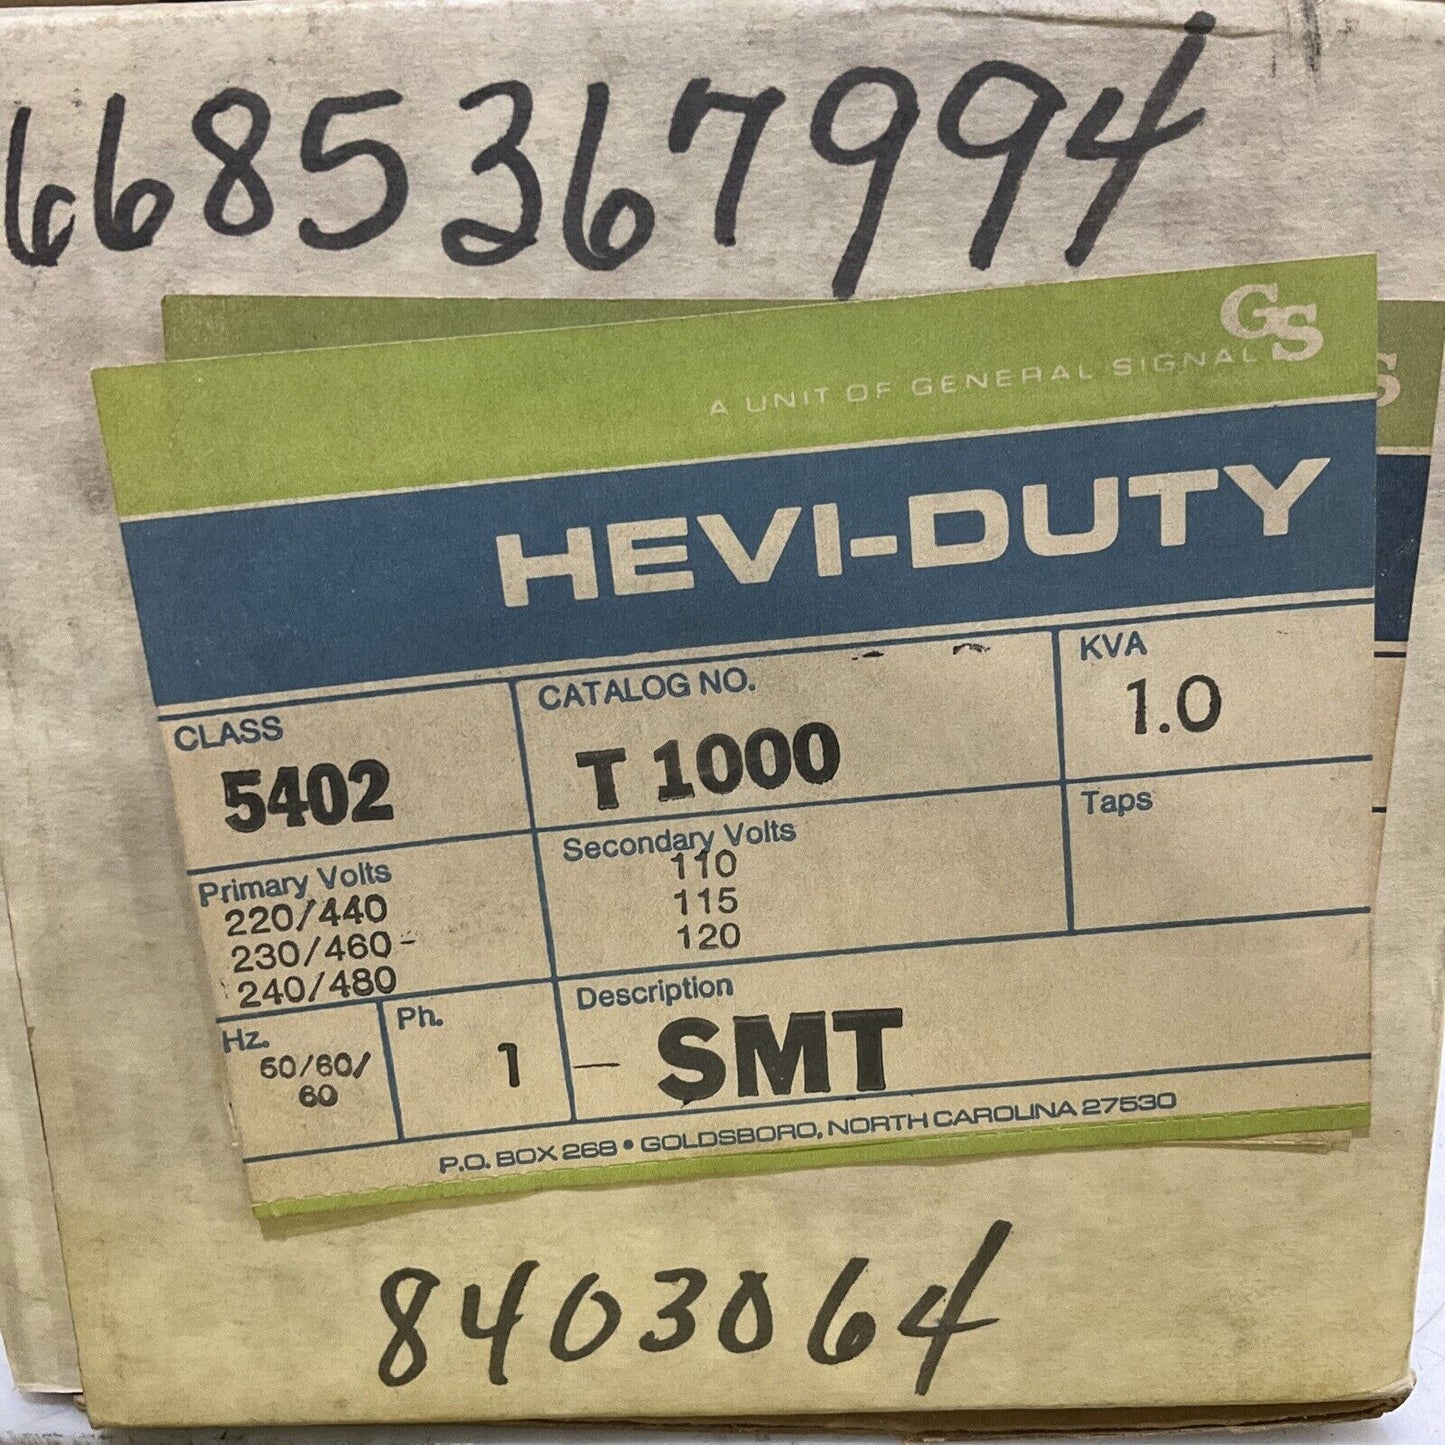 6685367994
GS
A UNIT OF GENERAL SIGNAL
HEVI-DUTY
CLASS
5402
CATALOG NO.
T 1000
KVA
1.0
Primary Volts
220/440
230/460-
240/480
Secondary Volts
110
115
120
Taps
Hz.
50/60/
60
Ph.
1
Description
SMT
P.O. BOX 268 • GOLDSBORO, NORTH CAROLINA 27530
8403064
S